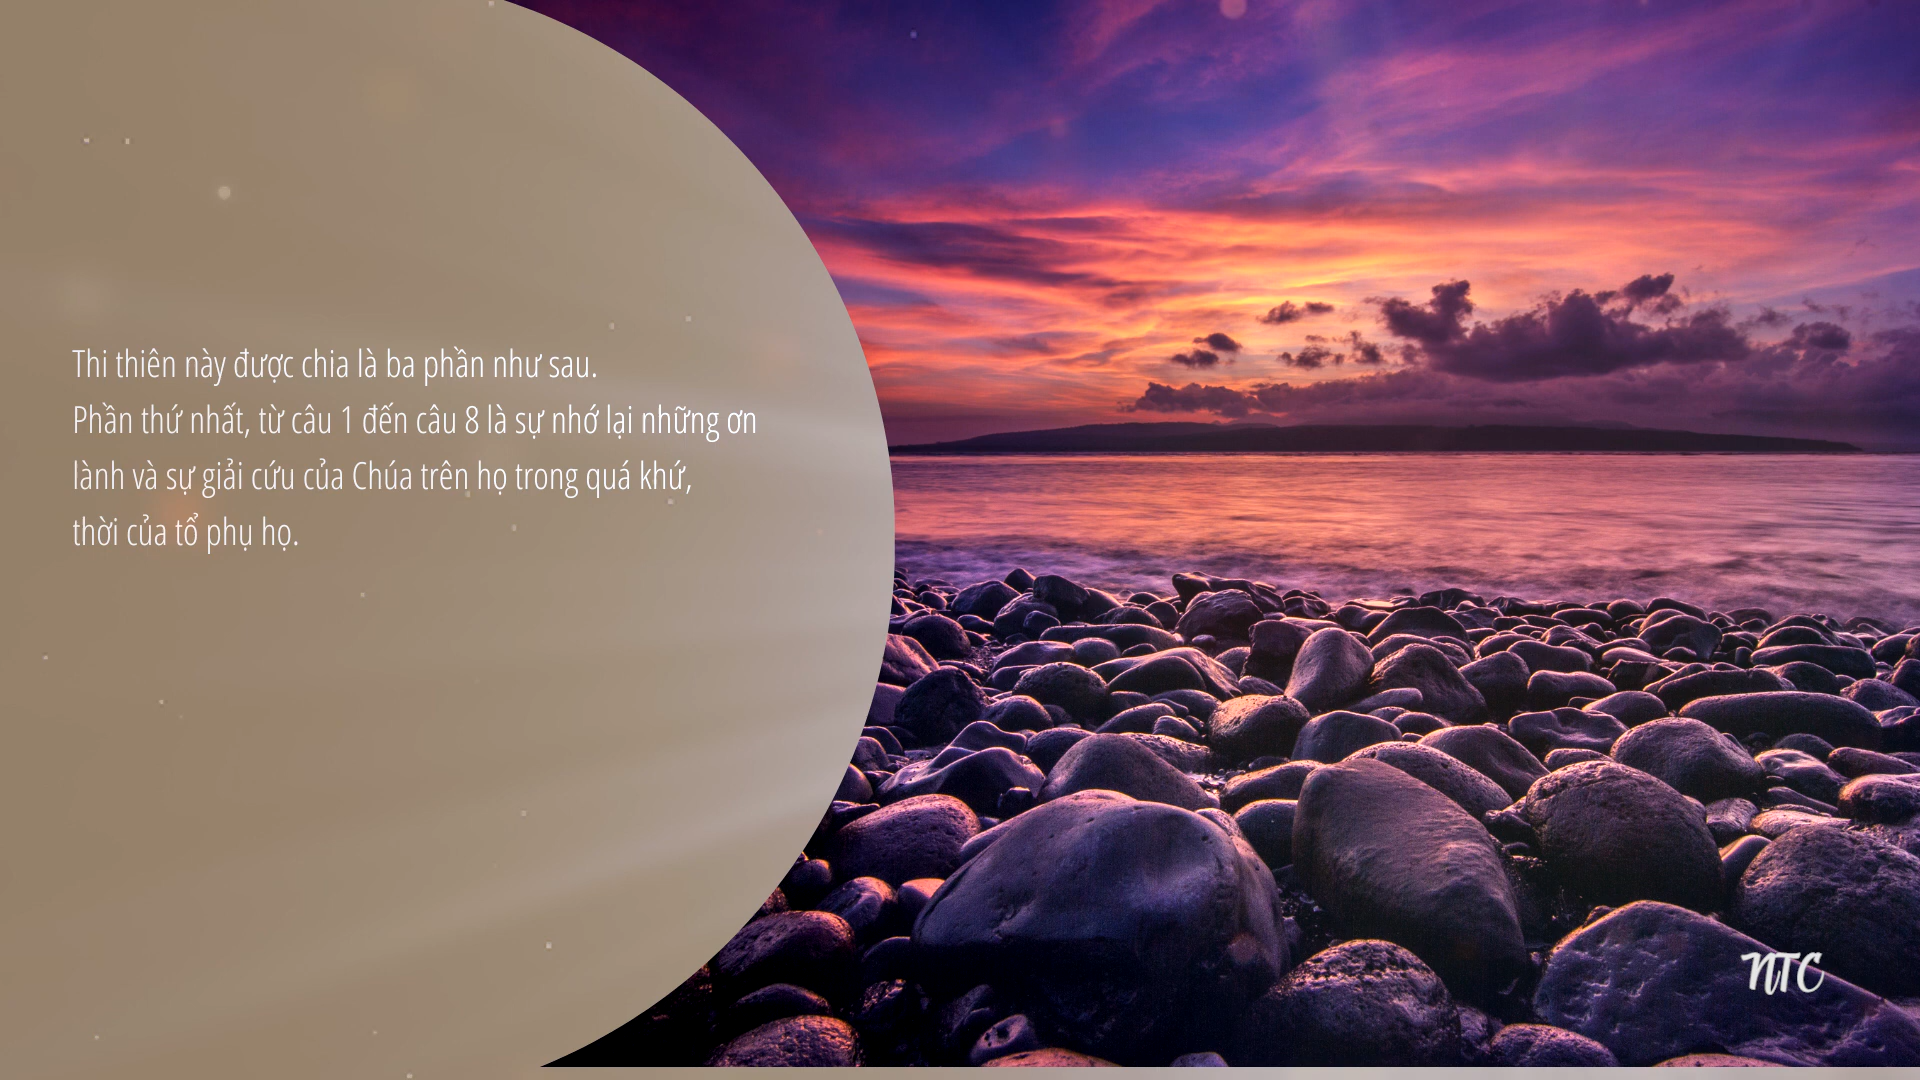 Thi thiên này được chia là ba phần như sau.
Phần thứ nhất, từ câu 1 đến câu 8 là sự nhớ lại những ơn
lành và sự giải cứu của Chúa trên họ trong quá khứ,
thời của tổ phụ họ.
NTC